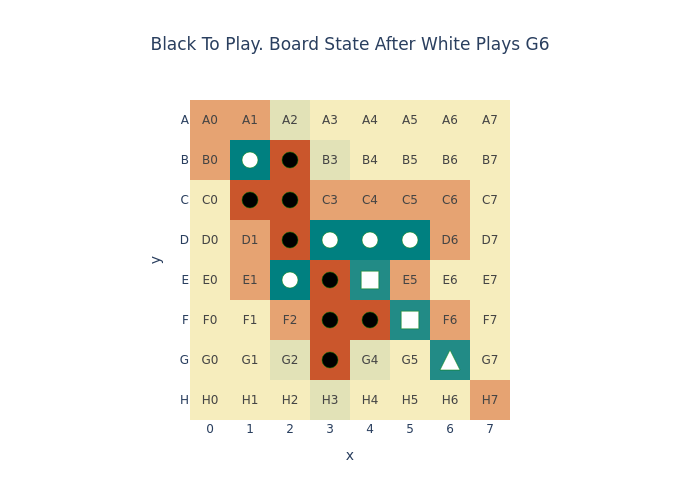 Black To Play. Board State After White Plays G6
A A0 A1 A2 A3 A4 A5 A6 A7
B B0 B3 B4 B5 B6 B7
C C0 C3 C4 C5 C6 C7
D D0 D1 D6 D7
E E0 E1 E5 E6 E7
F F0 F1 F2 F6 F7
G G0 G1 G2 G4 G5 G7
H H0 H1 H2 H3 H4 H5 H6 H7
0 1 2 3 4 5 6 7
x
y